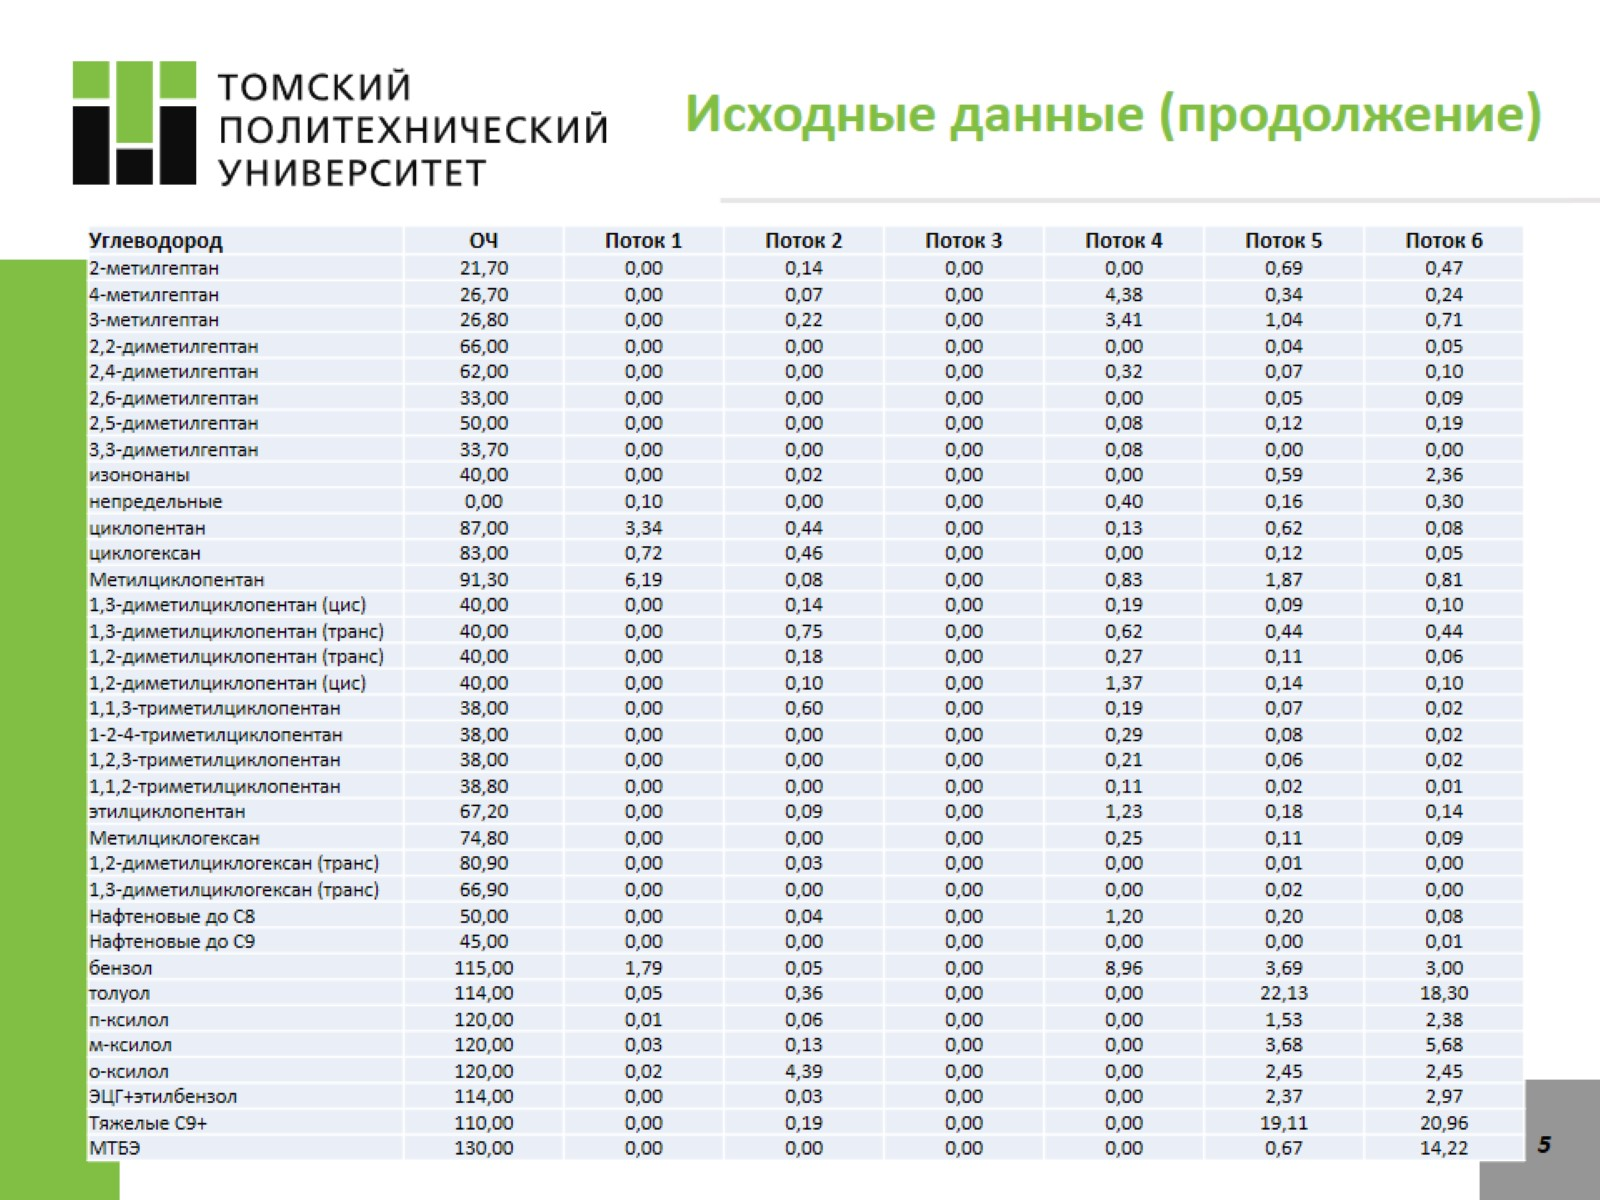 ТОМСКИЙ
ПОЛИТЕХНИЧЕСКИЙ
УНИВЕРСИТЕТ
Исходные данные (продолжение)
Углеводород ОЧ Поток 1 Поток 2 Поток 3 Поток 4 Поток 5 Поток 6
2-метилгептан 21,70 0,00 0,14 0,00 0,00 0,69 0,47
4-метилгептан 26,70 0,00 0,07 0,00 4,38 0,34 0,24
3-метилгептан 26,80 0,00 0,22 0,00 3,41 1,04 0,71
2,2-диметилгептан 66,00 0,00 0,00 0,00 0,00 0,04 0,05
2,4-диметилгептан 62,00 0,00 0,00 0,00 0,32 0,07 0,10
2,6-диметилгептан 33,00 0,00 0,00 0,00 0,00 0,05 0,09
2,5-диметилгептан 50,00 0,00 0,00 0,00 0,08 0,12 0,19
3,3-диметилгептан 33,70 0,00 0,00 0,00 0,08 0,00 0,00
изононаны 40,00 0,00 0,02 0,00 0,00 0,59 2,36
непредельные 0,00 0,10 0,00 0,00 0,40 0,16 0,30
циклопентан 87,00 3,34 0,44 0,00 0,13 0,62 0,08
циклогексан 83,00 0,72 0,46 0,00 0,00 0,12 0,05
Метилциклопентан 91,30 6,19 0,08 0,00 0,83 1,87 0,81
1,3-диметилциклопентан (цис) 40,00 0,00 0,14 0,00 0,19 0,09 0,10
1,3-диметилциклопентан (транс) 40,00 0,00 0,75 0,00 0,62 0,44 0,44
1,2-диметилциклопентан (транс) 40,00 0,00 0,18 0,00 0,27 0,11 0,06
1,2-диметилциклопентан (цис) 40,00 0,00 0,10 0,00 1,37 0,14 0,10
1,1,3-триметилциклопентан 38,00 0,00 0,60 0,00 0,19 0,07 0,02
1-2-4-триметилциклопентан 38,00 0,00 0,00 0,00 0,29 0,08 0,02
1,2,3-триметилциклопентан 38,00 0,00 0,00 0,00 0,21 0,06 0,02
1,1,2-триметилциклопентан 38,80 0,00 0,00 0,00 0,11 0,02 0,01
этилциклопентан 67,20 0,00 0,09 0,00 1,23 0,18 0,14
Метилциклогексан 74,80 0,00 0,00 0,00 0,25 0,11 0,09
1,2-диметилциклогексан (транс) 80,90 0,00 0,03 0,00 0,00 0,01 0,00
1,3-диметилциклогексан (транс) 66,90 0,00 0,00 0,00 0,00 0,02 0,00
Нафтеновые до С8 50,00 0,00 0,04 0,00 1,20 0,20 0,08
Нафтеновые до С9 45,00 0,00 0,00 0,00 0,00 0,00 0,01
бензол 115,00 1,79 0,05 0,00 8,96 3,69 3,00
толуол 114,00 0,05 0,36 0,00 0,00 22,13 18,30
п-ксилол 120,00 0,01 0,06 0,00 0,00 1,53 2,38
м-ксилол 120,00 0,03 0,13 0,00 0,00 3,68 5,68
о-ксилол 120,00 0,02 4,39 0,00 0,00 2,45 2,45
ЭЦГ+этилбензол 114,00 0,00 0,03 0,00 0,00 2,37 2,97
Тяжелые С9+ 110,00 0,00 0,19 0,00 0,00 19,11 20,96
МТБЭ 130,00 0,00 0,00 0,00 0,00 0,67 14,22
5